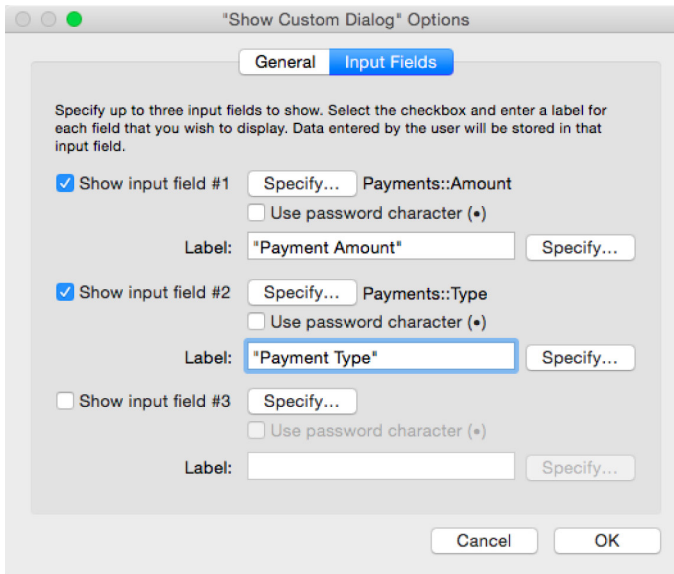 "Show Custom Dialog" Options
General Input Fields
Specify up to three input fields to show. Select the checkbox and enter a label for
each field that you wish to display. Data entered by the user will be stored in that
input field.
Show input field #1 Specify... Payments::Amount
Use password character (•)
Label: "Payment Amount" Specify...
Show input field #2 Specify... Payments::Type
Use password character (•)
Label: "Payment Type" Specify...
Show input field #3 Specify...
Use password character (•)
Label: Specify...
Cancel OK